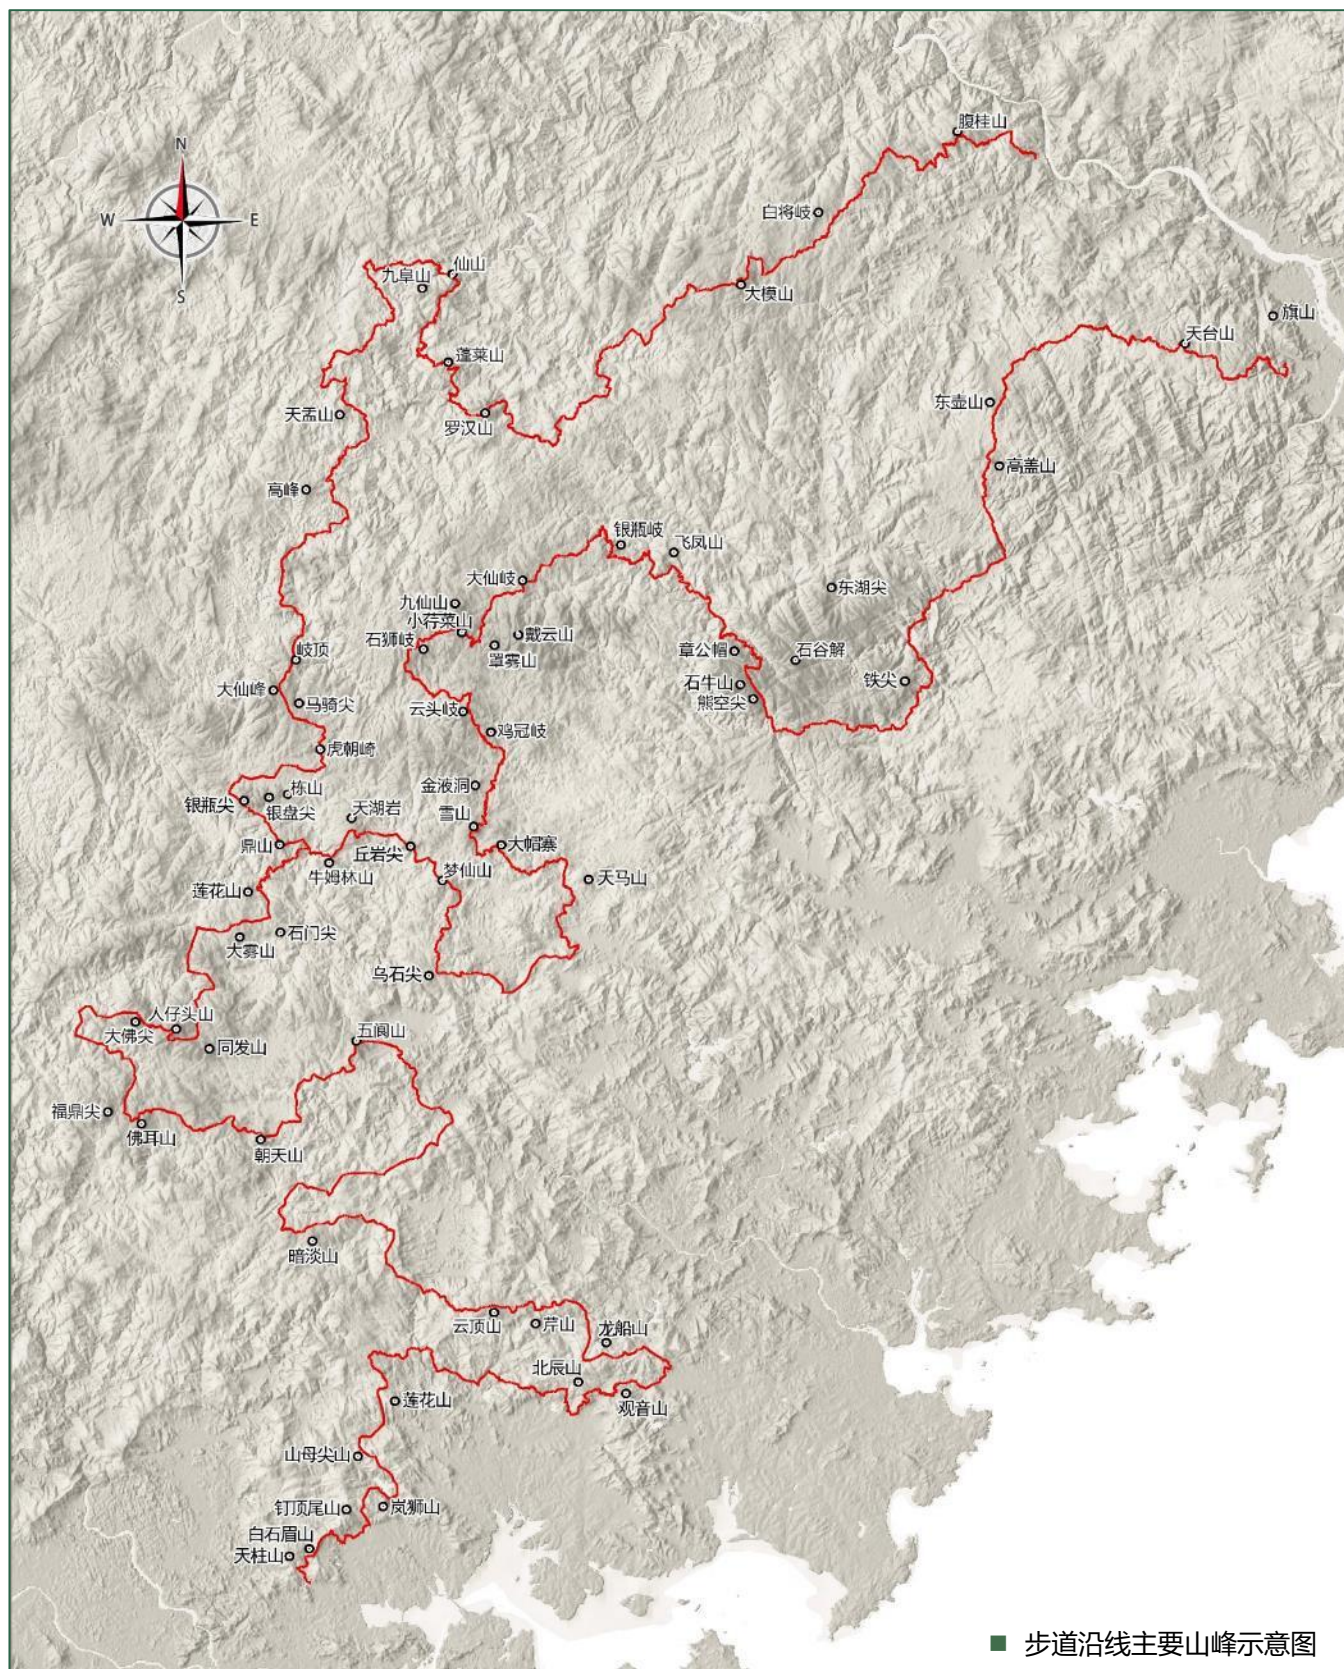 腹桂山
N
白将岐
W
E
仙山
九阜山
S
大模山
旗山
天台山
蓬莱山
东壶山
天孟山
罗汉山
高盖山
高峰
银瓶岐
飞凤山
大仙岐
东湖尖
九仙山
小荇菜山
石狮岐
戴云山
章公帽
罩雾山
岐顶
石谷解
大仙峰
石牛山
铁尖
马骑尖
熊空尖
云头岐
鸡冠岐
虎朝崎
金液洞
栋山
银瓶尖
银盘尖
天湖岩
雪山
鼎山
丘岩尖
大帽寨
牛姆林山
梦仙山
天马山
莲花山
石门尖
大雾山
乌石尖
人仔头山
大佛尖
五阆山
同发山
福鼎尖
佛耳山
朝天山
暗淡山
云顶山
芹山
龙船山
北辰山
莲花山
观音山
山母尖山
钉顶尾山
岚狮山
白石眉山
天柱山
步道沿线主要山峰示意图